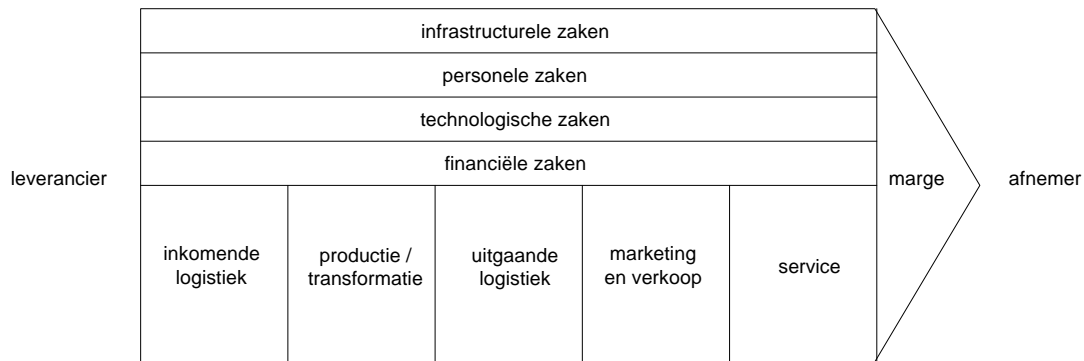 infrastructurele zaken
personele zaken
technologische zaken
financiële zaken
leverancier
marge
afnemer
inkomende
logistiek
productie /
transformatie
uitgaande
logistiek
marketing
en verkoop
service